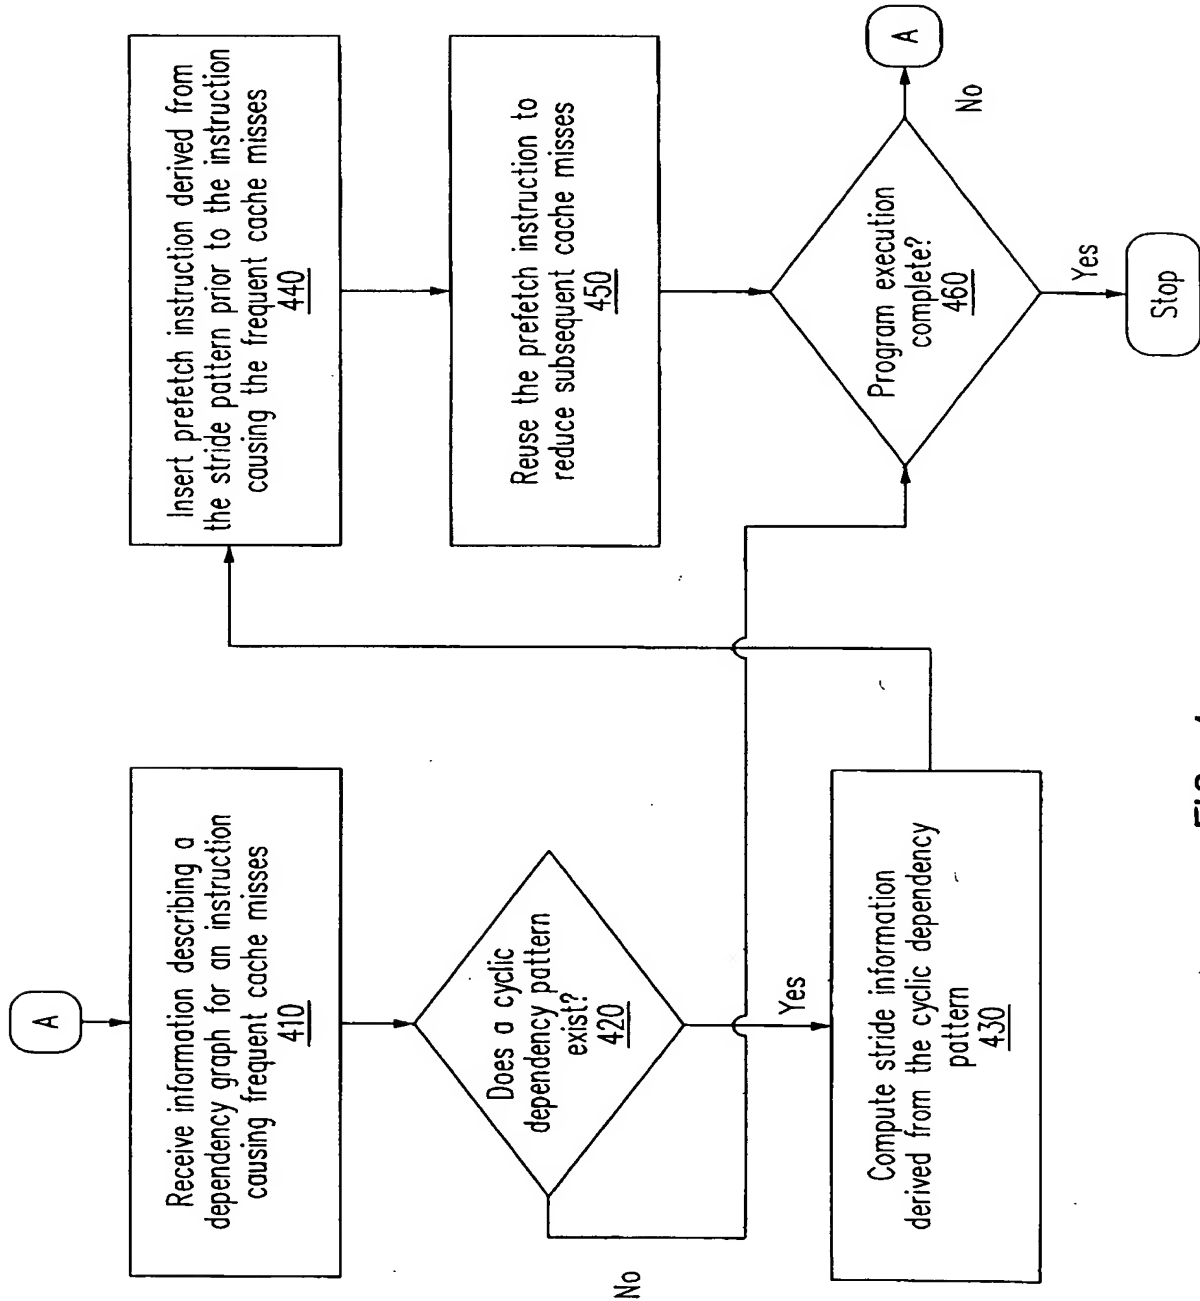 A
Receive information describing a
dependency graph for an instruction
causing frequent cache misses
410
Does a cyclic
dependency pattern
exist?
420
No
Yes
Compute stride information
derived from the cyclic dependency
pattern
430
Insert prefetch instruction derived from
the stride pattern prior to the instruction
causing the frequent cache misses
440
Reuse the prefetch instruction to
reduce subsequent cache misses
450
Program execution
complete?
460
No
A
Yes
Stop